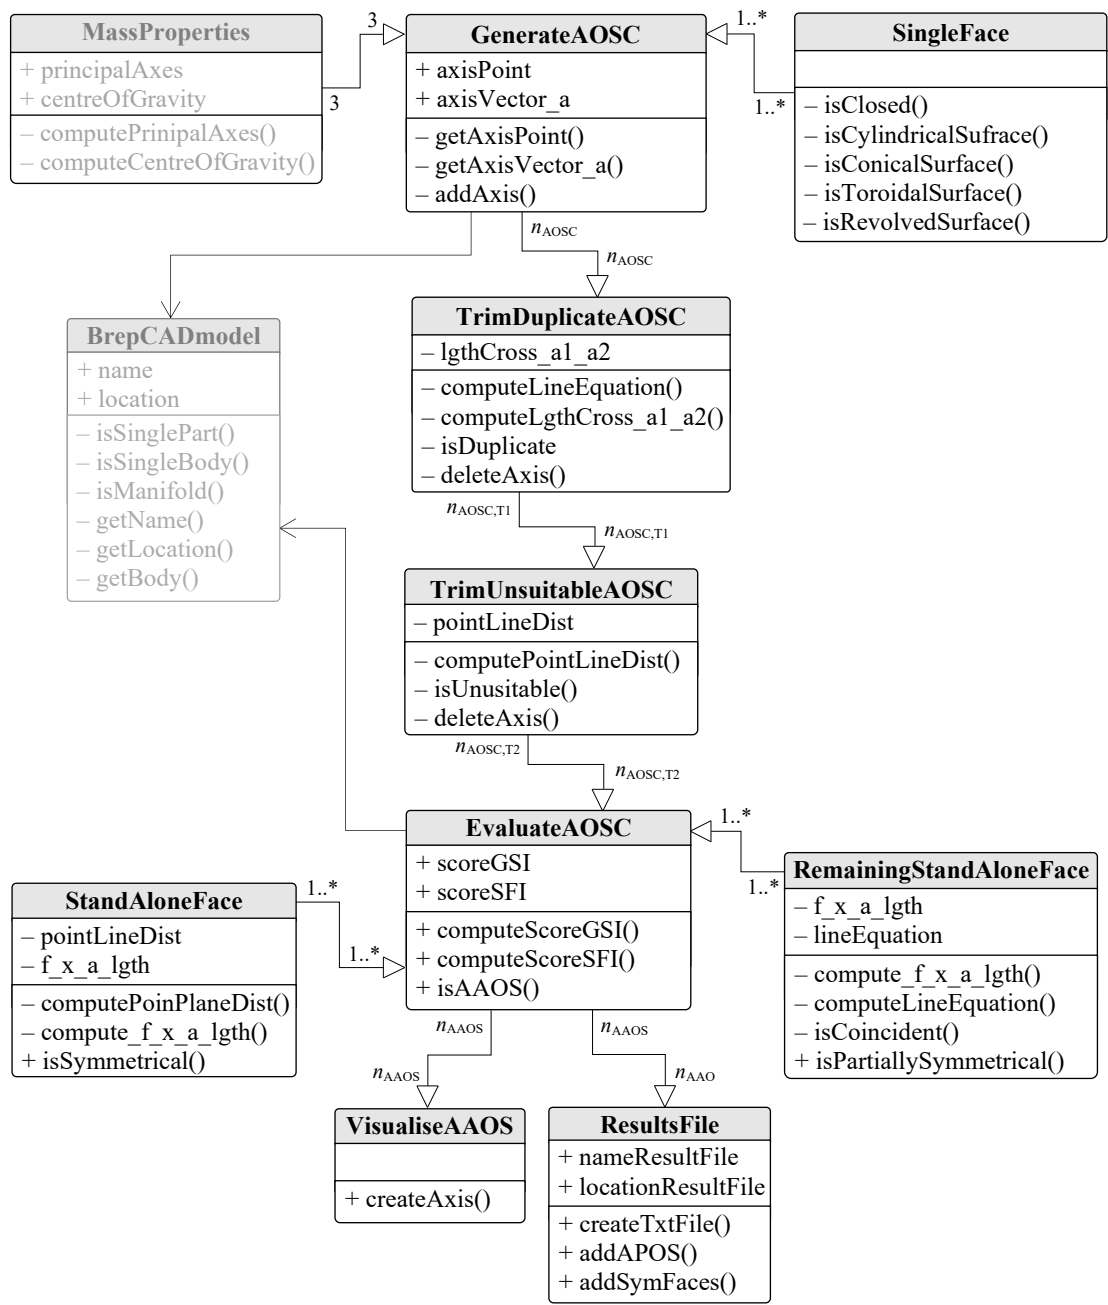 MassProperties
+ principalAxes
+ centreOfGravity
– computePrinipalAxes()
– computeCentreOfGravity()
3
3
GenerateAOSC
+ axisPoint
+ axisVector_a
– getAxisPoint()
– getAxisVector_a()
– addAxis()
1..*
1..*
SingleFace
– isClosed()
– isCylindricalSufrace()
– isConicalSurface()
– isToroidalSurface()
– isRevolvedSurface()
nAOSC
nAOSC
BrepCADmodel
+ name
+ location
– isSinglePart()
– isSingleBody()
– isManifold()
– getName()
– getLocation()
– getBody()
TrimDuplicateAOSC
– lgthCross_a1_a2
– computeLineEquation()
– computeLgthCross_a1_a2()
– isDuplicate
– deleteAxis()
nAOSC,T1
nAOSC,T1
TrimUnsuitableAOSC
– pointLineDist
– computePointLineDist()
– isUnusitable()
– deleteAxis()
nAOSC,T2
nAOSC,T2
EvaluateAOSC
+ scoreGSI
+ scoreSFI
+ computeScoreGSI()
+ computeScoreSFI()
+ isAAOS()
1..*
1..*
RemainingStandAloneFace
– f_x_a_lgth
– lineEquation
– compute_f_x_a_lgth()
– computeLineEquation()
– isCoincident()
+ isPartiallySymmetrical()
StandAloneFace
– pointLineDist
– f_x_a_lgth
– computePoinPlaneDist()
– compute_f_x_a_lgth()
+ isSymmetrical()
1..*
1..*
nAAOS
nAAOS
nAAOS
nAAO
VisualiseAAOS
+ createAxis()
ResultsFile
+ nameResultFile
+ locationResultFile
+ createTxtFile()
+ addAPOS()
+ addSymFaces()